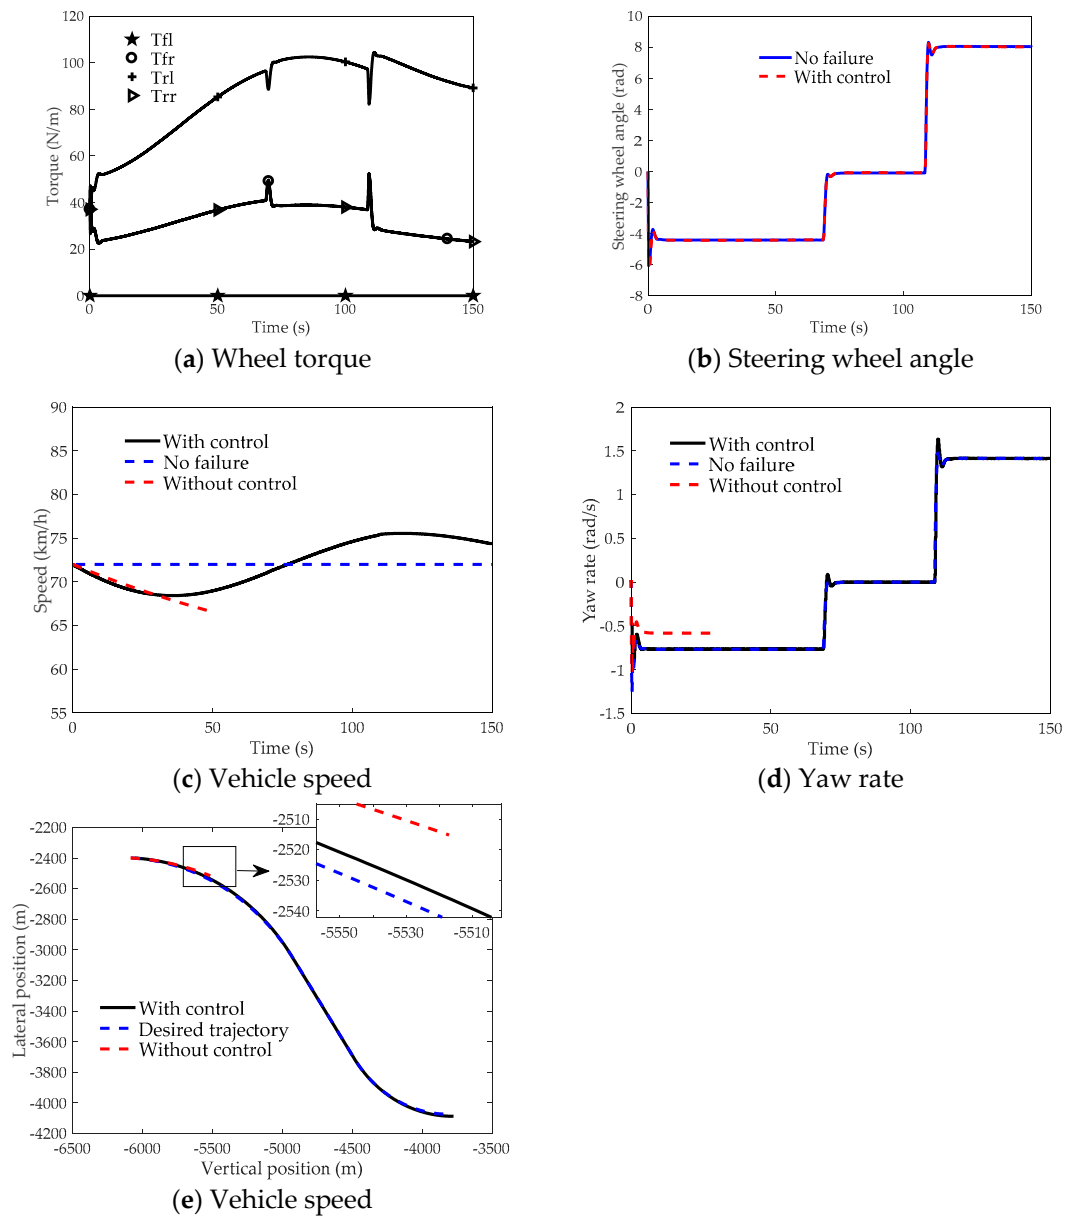 120
100
80
60
40
20
0
Torque (N/m)
Tfl
Tfr
Trl
Trr
0 50 100 150
Time (s)
(a) Wheel torque
10
8
6
4
2
0
-2
-4
-6
-8
Steering wheel angle (rad)
No failure
With control
0 50 100 150
Time (s)
(b) Steering wheel angle
90
85
80
75
70
65
60
55
Speed (km/h)
With control
No failure
Without control
0 50 100 150
Time (s)
(c) Vehicle speed
2
1.5
1
0.5
0
-0.5
-1
-1.5
Yaw rate (rad/s)
With control
No failure
Without control
0 50 100 150
Time (s)
(d) Yaw rate
-2200
-2400
-2600
-2800
-3000
-3200
-3400
-3600
-3800
-4000
-4200
Lateral position (m)
-2510
-2520
-2530
-2540
-5550 -5530 -5510
With control
Desired trajectory
Without control
-6500 -6000 -5500 -5000 -4500 -4000 -3500
Vertical position (m)
(e) Vehicle speed